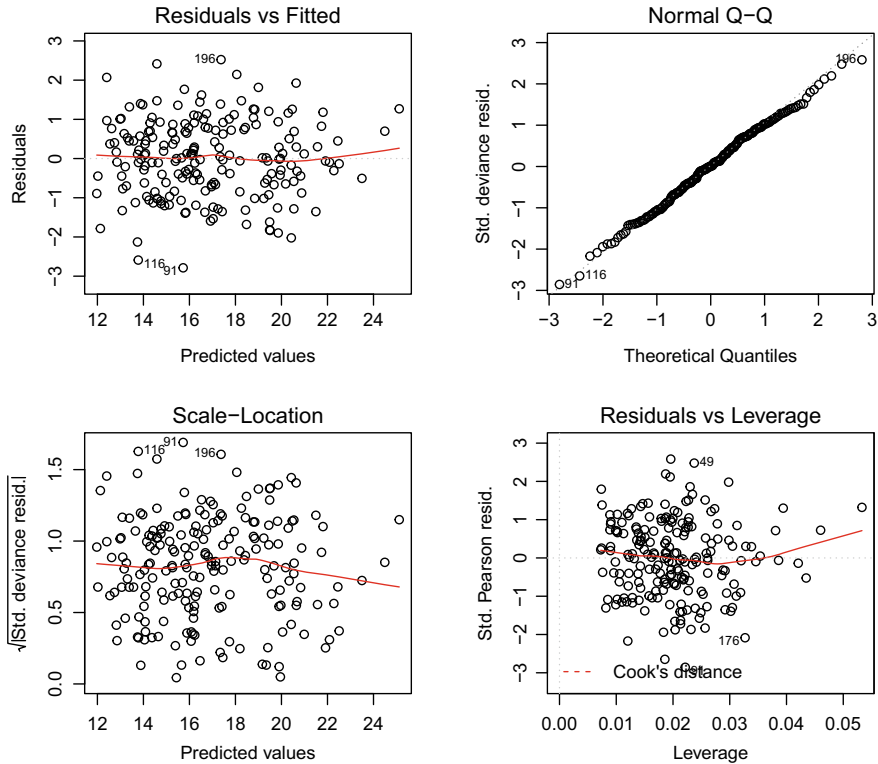 Residuals vs Fitted
Residuals
3
2
1
0
−1
−2
−3
196
116
91
12 14 16 18 20 22 24
Predicted values
Normal Q−Q
Std. deviance resid.
3
2
1
0
−1
−2
−3
196
91
116
−3 −2 −1 0 1 2 3
Theoretical Quantiles
Scale−Location
√|Std. deviance resid.|
1.5
1.0
0.5
0.0
116
91
196
12 14 16 18 20 22 24
Predicted values
Residuals vs Leverage
Std. Pearson resid.
3
2
1
0
−1
−2
−3
49
176
91
Cook's distance
0.00 0.01 0.02 0.03 0.04 0.05
Leverage